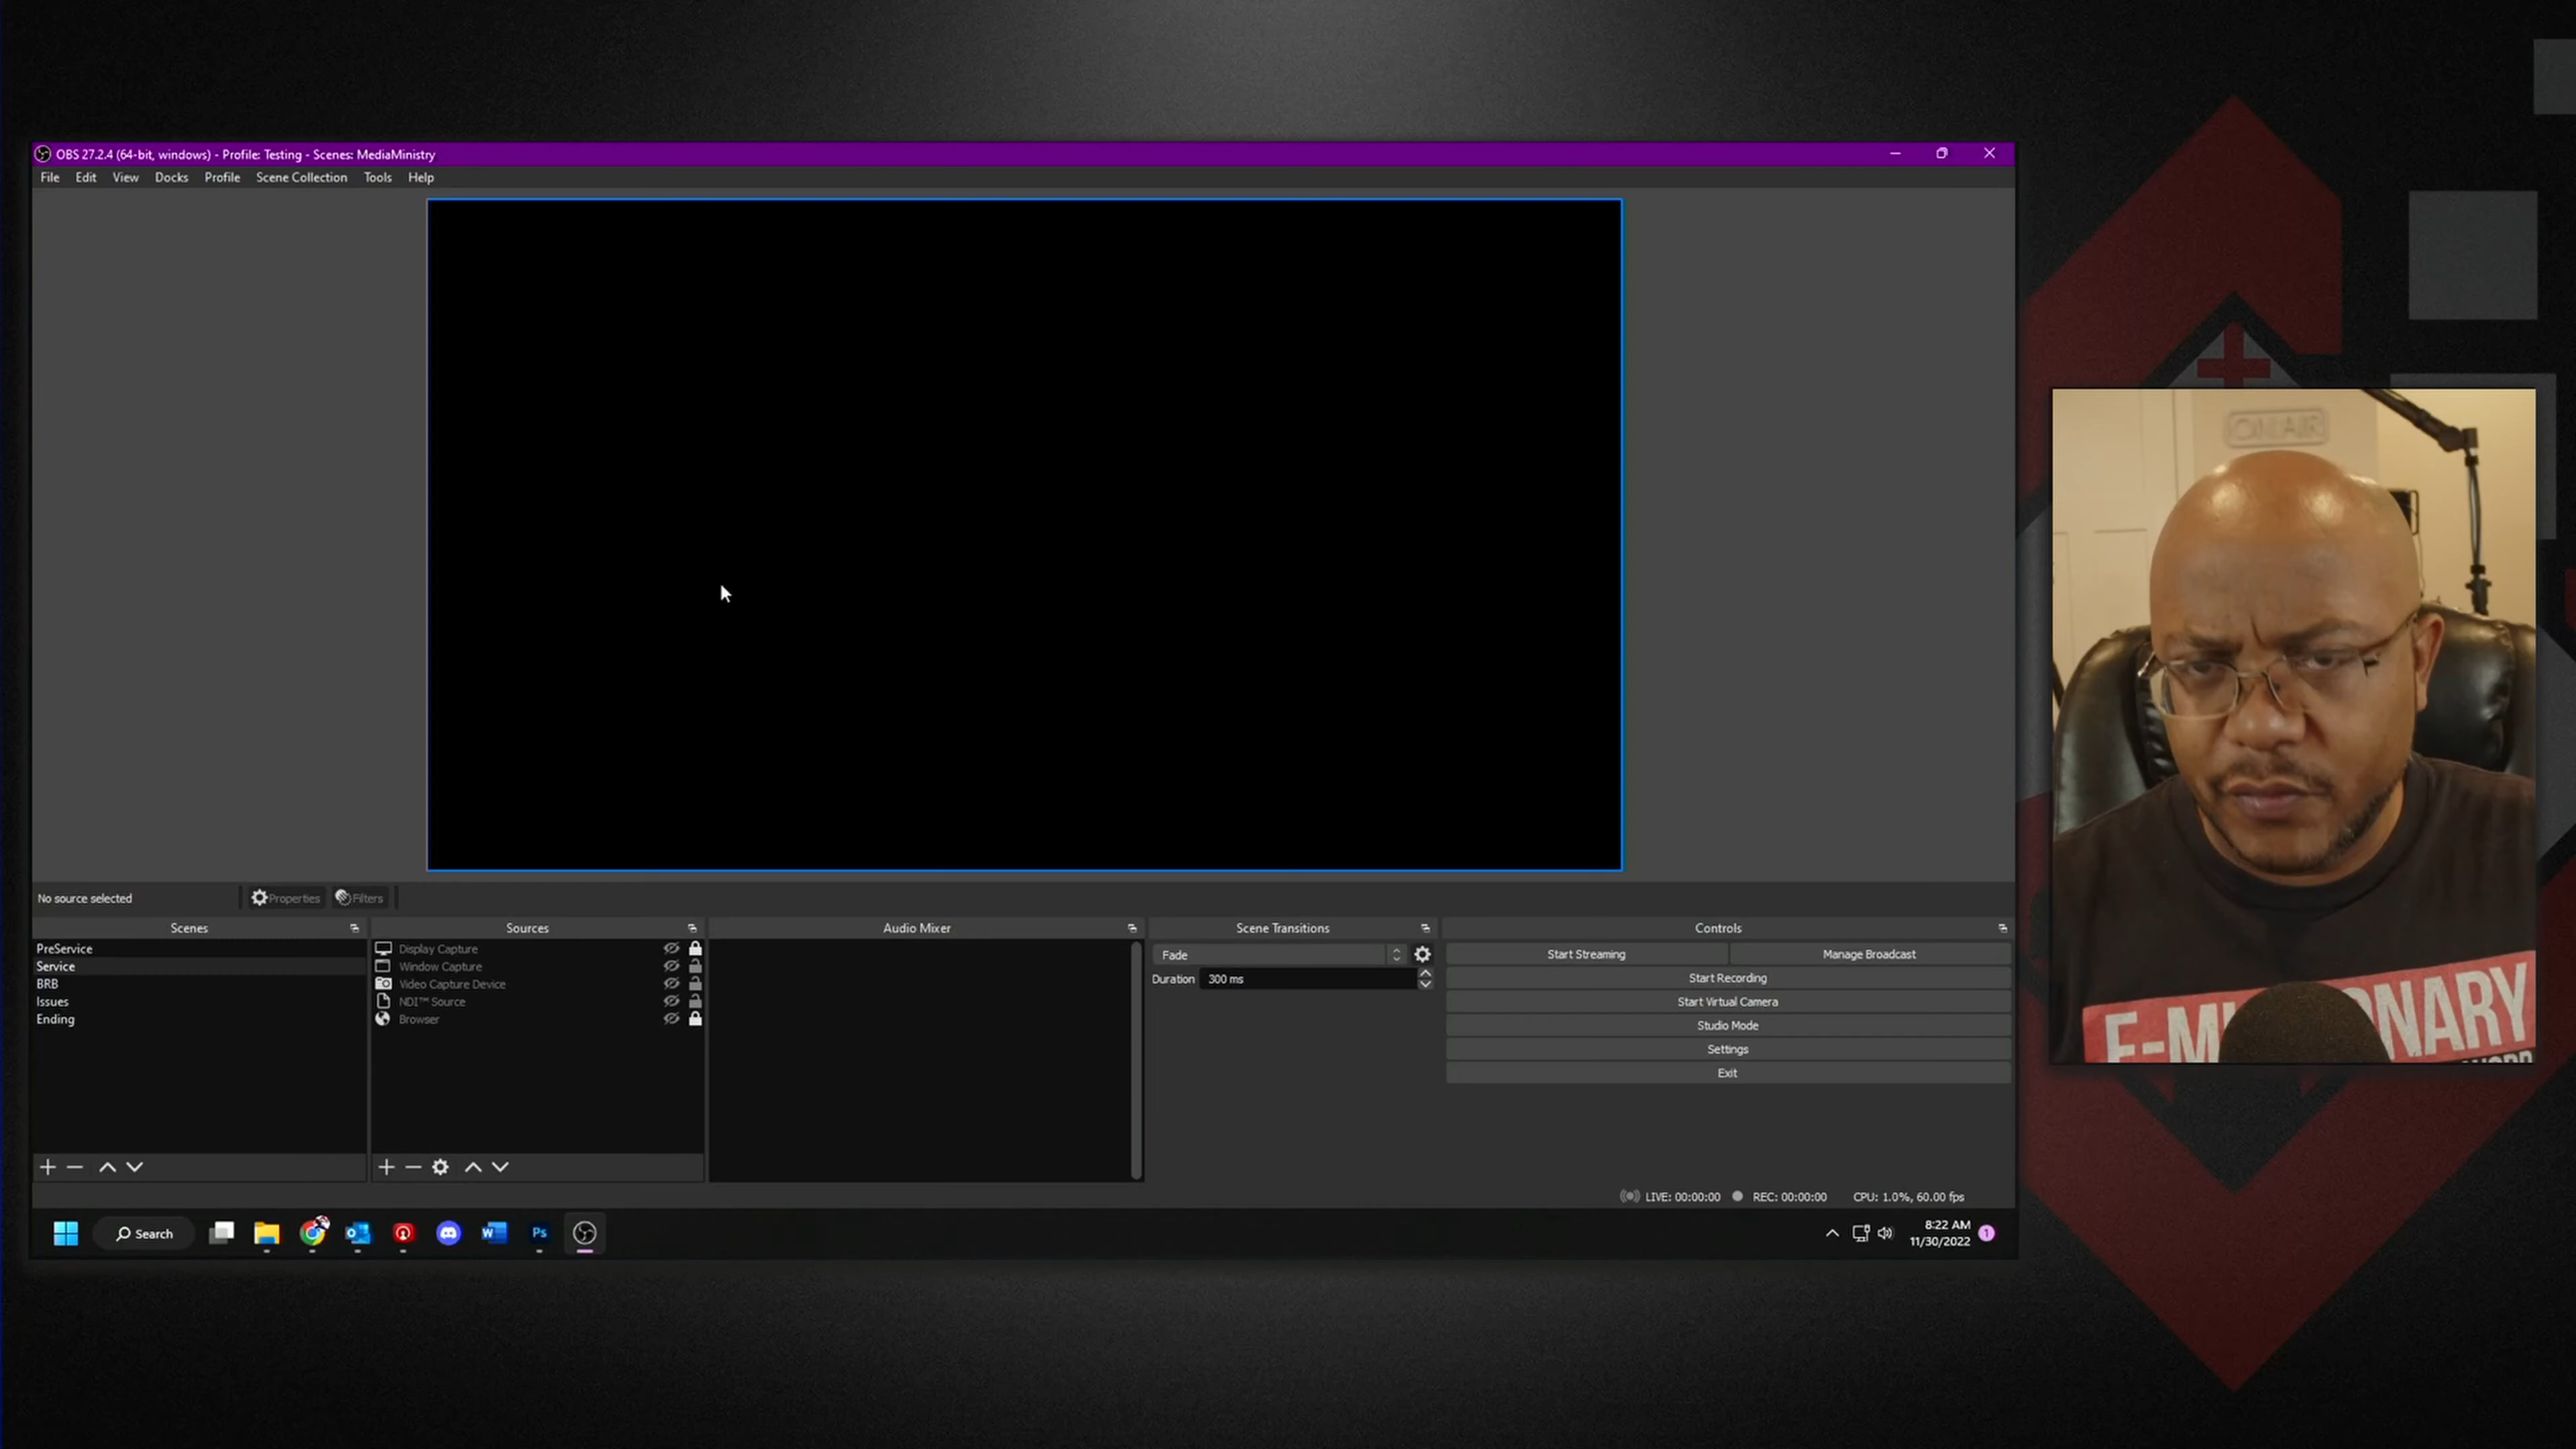 OBS 27.2.4 (64-bit, windows) - Profile: Testing - Scenes: MediaMinistry
File Edit View Docks Profile Scene Collection Tools Help
ON AIR
No source selected Properties Filters
Scenes
PreService
Service
BRB
Issues
Ending
Sources
Display Capture
Window Capture
Video Capture Device
NDI™ Source
Browser
Audio Mixer
Scene Transitions
Fade
Duration 300 ms
Controls
Start Streaming Manage Broadcast
Start Recording
Start Virtual Camera
Studio Mode
Settings
Exit
LIVE: 00:00:00 REC: 00:00:00 CPU: 1.0%, 60.00 fps
Search
Ps
8:22 AM
11/30/2022
1